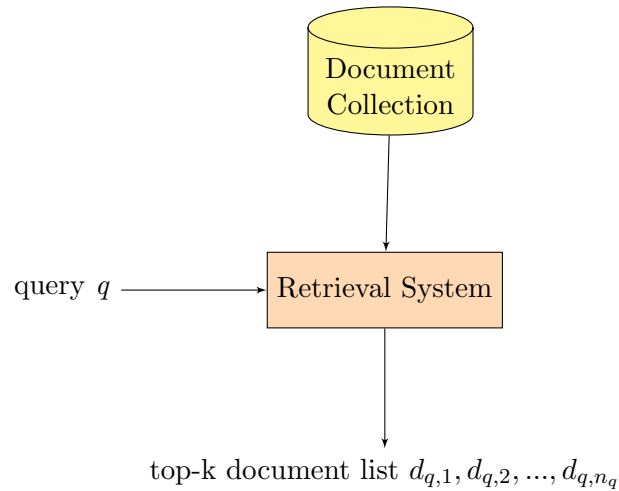 Document
Collection
query q
Retrieval System
top-k document list d_{q,1}, d_{q,2}, ..., d_{q,n_q}